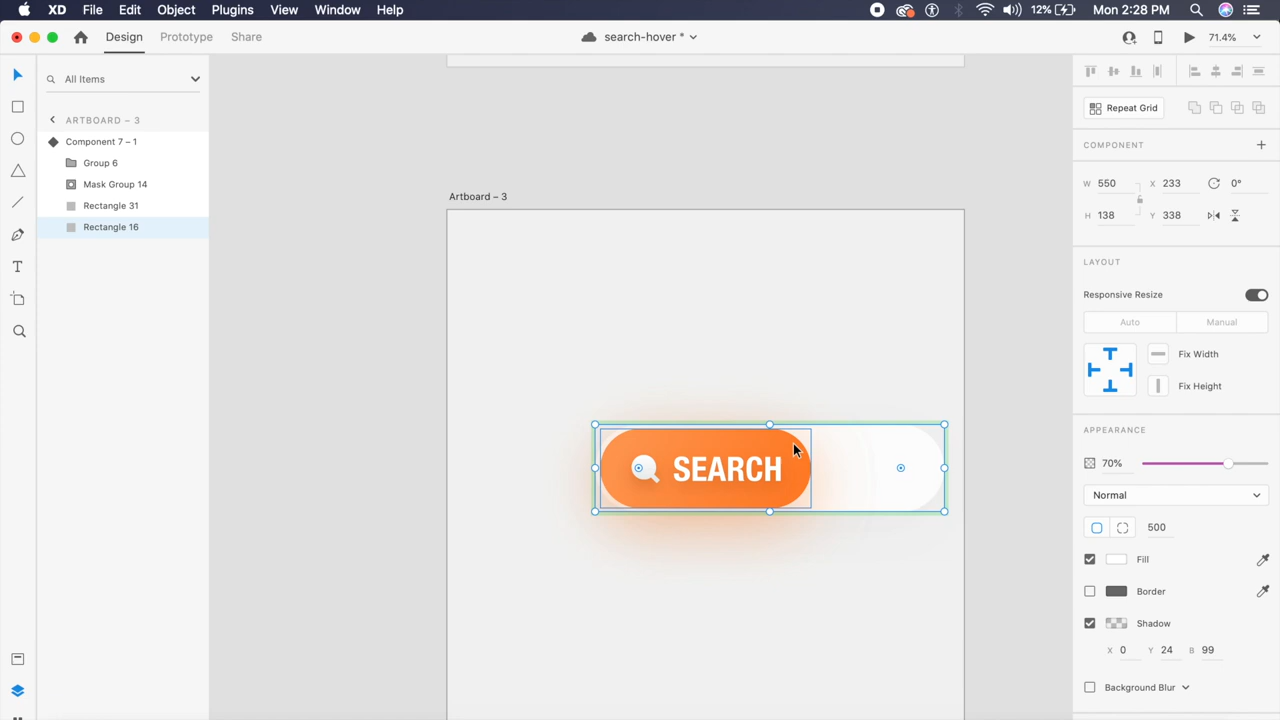 XD File Edit Object Plugins View Window Help 12% Mon 2:28 PM
Design Prototype Share search-hover * 71.4%
All Items
Repeat Grid
ARTBOARD – 3
Component 7 – 1
COMPONENT
Group 6
Mask Group 14
W 550 X 233 0°
Artboard – 3
Rectangle 31
H 138 Y 338
Rectangle 16
LAYOUT
Responsive Resize
Auto Manual
Fix Width
Fix Height
APPEARANCE
70%
SEARCH
Normal
500
Fill
Border
Shadow
X 0 Y 24 B 99
Background Blur